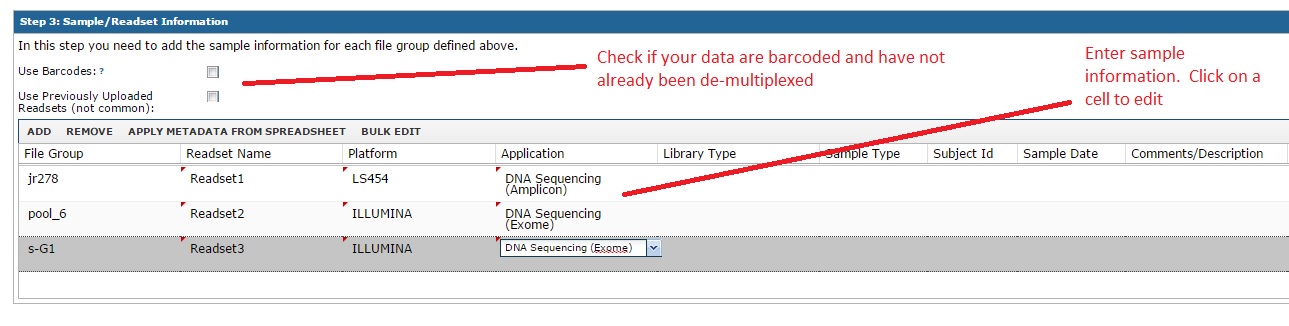 Step 3: Sample/Readset Information
In this step you need to add the sample information for each file group defined above.
Use Barcodes: ?
Use Previously Uploaded
Readsets (not common):
Check if your data are barcoded and have not
already been de-multiplexed
Enter sample
information.  Click on a
cell to edit
ADD REMOVE APPLY METADATA FROM SPREADSHEET BULK EDIT
File Group Readset Name Platform Application Library Type Sample Type Subject Id Sample Date Comments/Description
jr278 Readset1 LS454 DNA Sequencing
(Amplicon)
pool_6 Readset2 ILLUMINA DNA Sequencing
(Exome)
s-G1 Readset3 ILLUMINA DNA Sequencing (Exome)